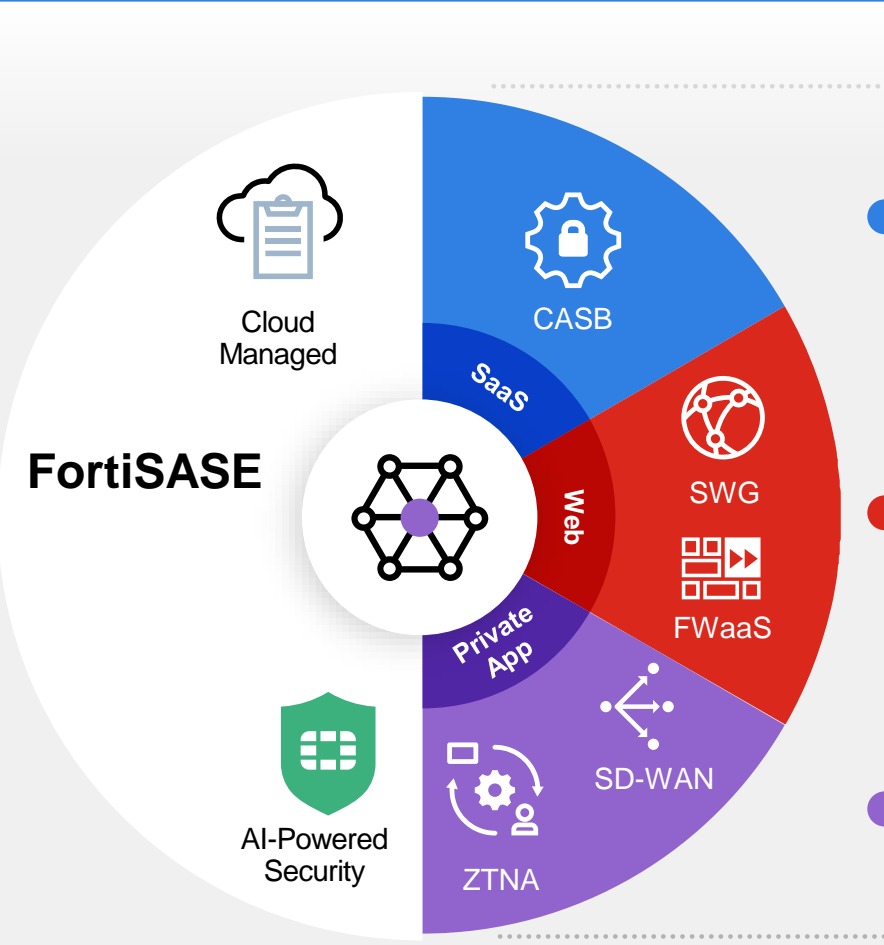 Cloud
Managed
CASB
SaaS
FortiSASE
SWG
Web
FWaaS
Private
App
SD-WAN
AI-Powered
Security
ZTNA